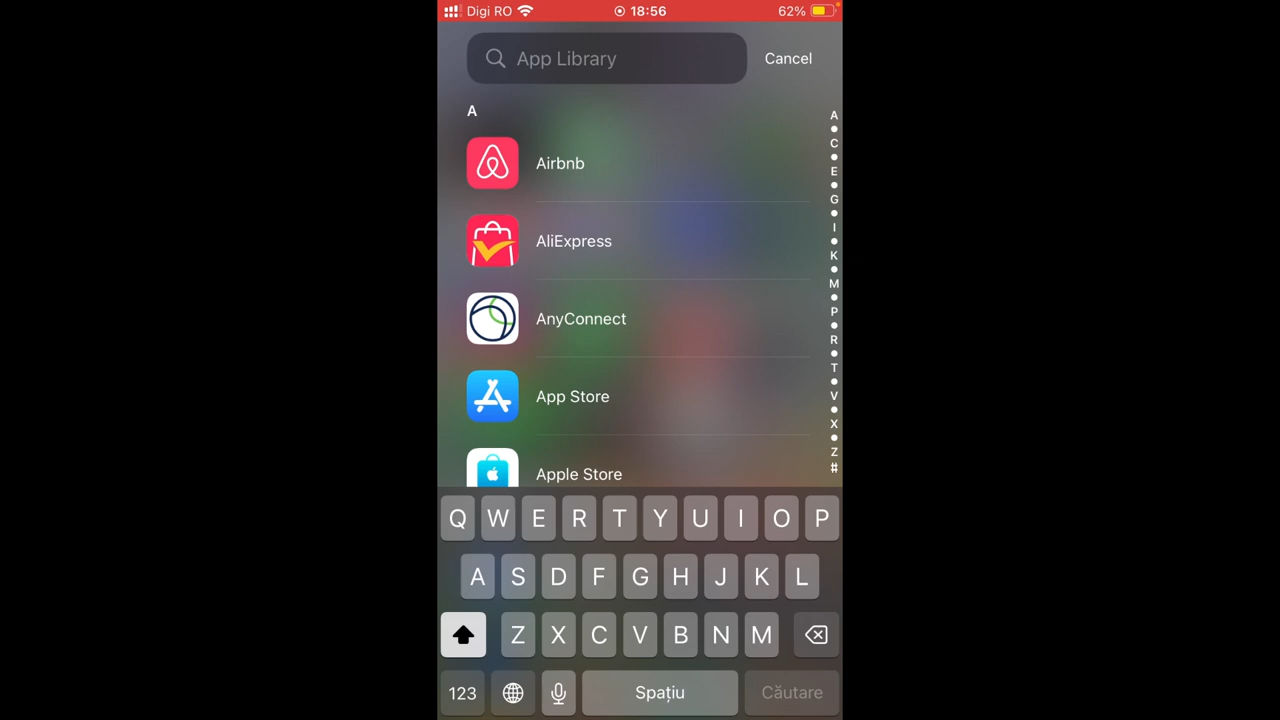 Digi RO 18:56 62%
App Library Cancel
A
Airbnb
AliExpress
AnyConnect
App Store
Apple Store
A
C
E
G
I
K
M
P
R
T
V
X
Z
#
Q W E R T Y U I O P
A S D F G H J K L
Z X C V B N M
123 Spațiu Căutare